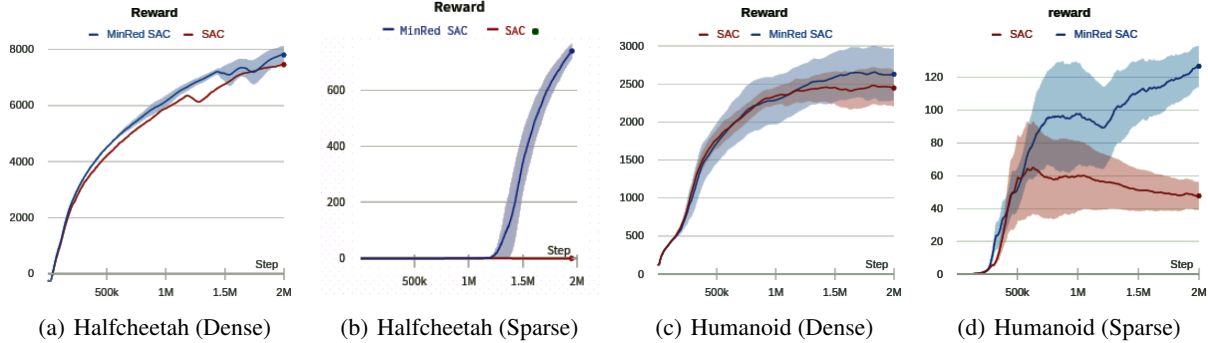 Reward
MinRed SAC SAC
8000
6000
4000
2000
0
Step
500k 1M 1.5M 2M
(a) Halfcheetah (Dense)
Reward
MinRed SAC SAC
600
400
200
0
Step
500k 1M 1.5M 2M
(b) Halfcheetah (Sparse)
Reward
SAC MinRed SAC
3000
2500
2000
1500
1000
500
0
Step
500k 1M 1.5M 2M
(c) Humanoid (Dense)
reward
SAC MinRed SAC
120
100
80
60
40
20
0
Step
500k 1M 1.5M 2M
(d) Humanoid (Sparse)